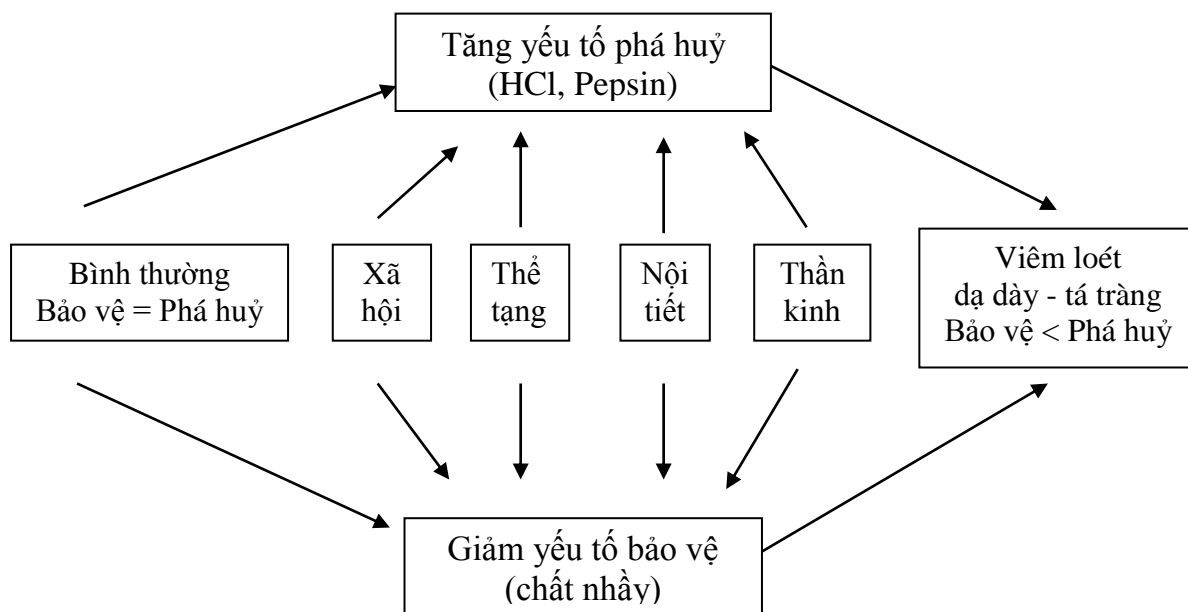 Tăng yếu tố phá huỷ
(HCl, Pepsin)
Bình thường
Bảo vệ = Phá huỷ
Xã
hội
Thể
tạng
Nội
tiết
Thần
kinh
Viêm loét
dạ dày - tá tràng
Bảo vệ < Phá huỷ
Giảm yếu tố bảo vệ
(chất nhầy)